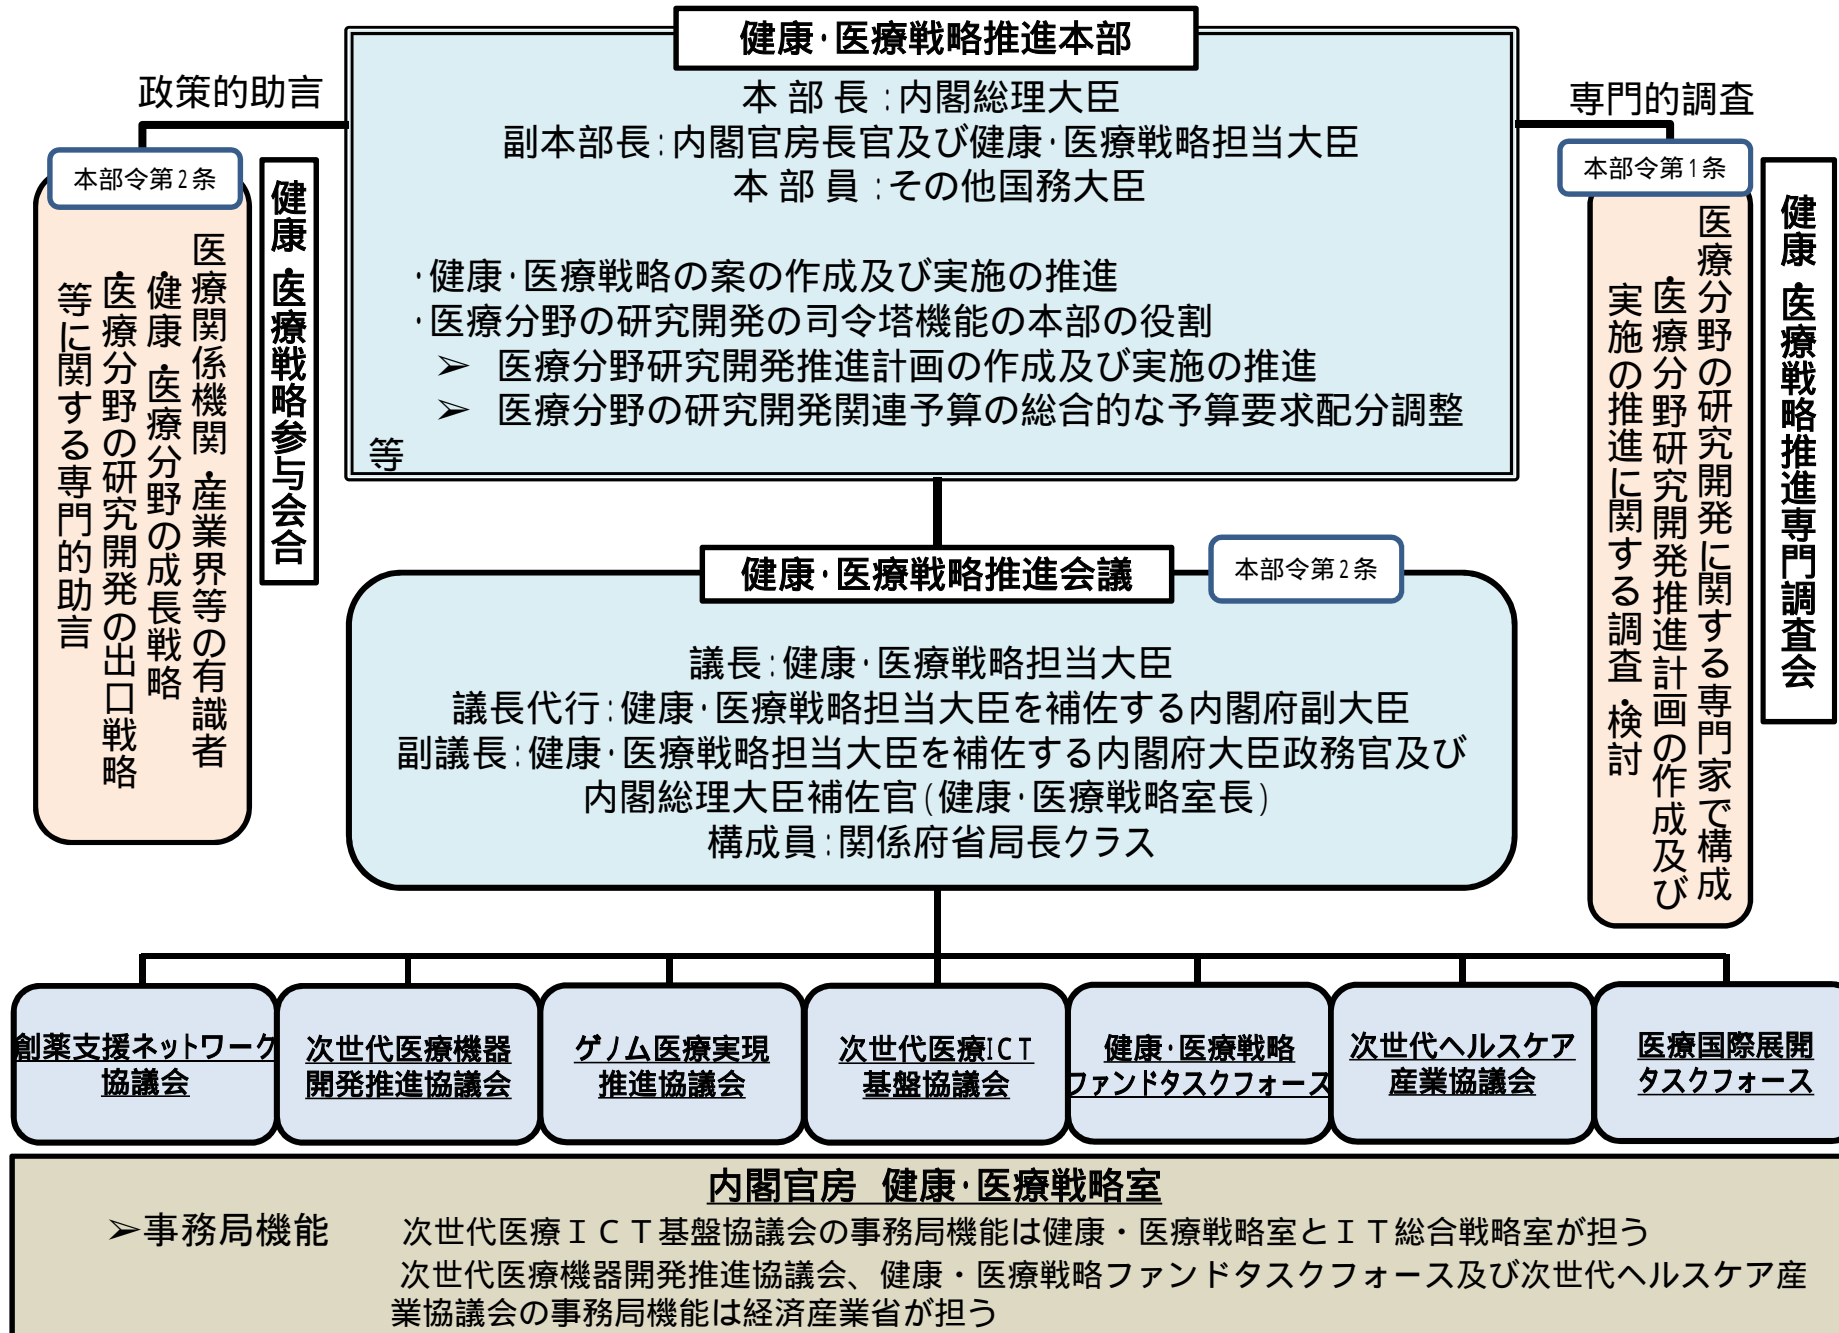 健康・医療戦略推進本部
政策的助言
専門的調査
本 部 長：内閣総理大臣
副本部長：内閣官房長官及び健康・医療戦略担当大臣
本 部 員：その他国務大臣
・健康・医療戦略の案の作成及び実施の推進
・医療分野の研究開発の司令塔機能の本部の役割
➢ 医療分野研究開発推進計画の作成及び実施の推進
➢ 医療分野の研究開発関連予算の総合的な予算要求配分調整
等
本部令第２条
健康・医療戦略参与会合
医療関係機関・産業界等の有識者
・健康・医療分野の成長戦略
・医療分野の研究開発の出口戦略
等に関する専門的助言
本部令第１条
健康・医療戦略推進専門調査会
医療分野の研究開発に関する専門家で構成
・医療分野研究開発推進計画の作成及び
実施の推進に関する調査・検討
健康・医療戦略推進会議
本部令第２条
議長：健康・医療戦略担当大臣
議長代行：健康・医療戦略担当大臣を補佐する内閣府副大臣
副議長：健康・医療戦略担当大臣を補佐する内閣府大臣政務官及び
内閣総理大臣補佐官（健康・医療戦略室長）
構成員：関係府省局長クラス
創薬支援ネットワーク
協議会
次世代医療機器
開発推進協議会
ゲノム医療実現
推進協議会
次世代医療ICT
基盤協議会
健康・医療戦略
ファンドタスクフォース
次世代ヘルスケア
産業協議会
医療国際展開
タスクフォース
内閣官房 健康・医療戦略室
➢事務局機能 次世代医療ＩＣＴ基盤協議会の事務局機能は健康・医療戦略室とＩＴ総合戦略室が担う
次世代医療機器開発推進協議会、健康・医療戦略ファンドタスクフォース及び次世代ヘルスケア産
業協議会の事務局機能は経済産業省が担う